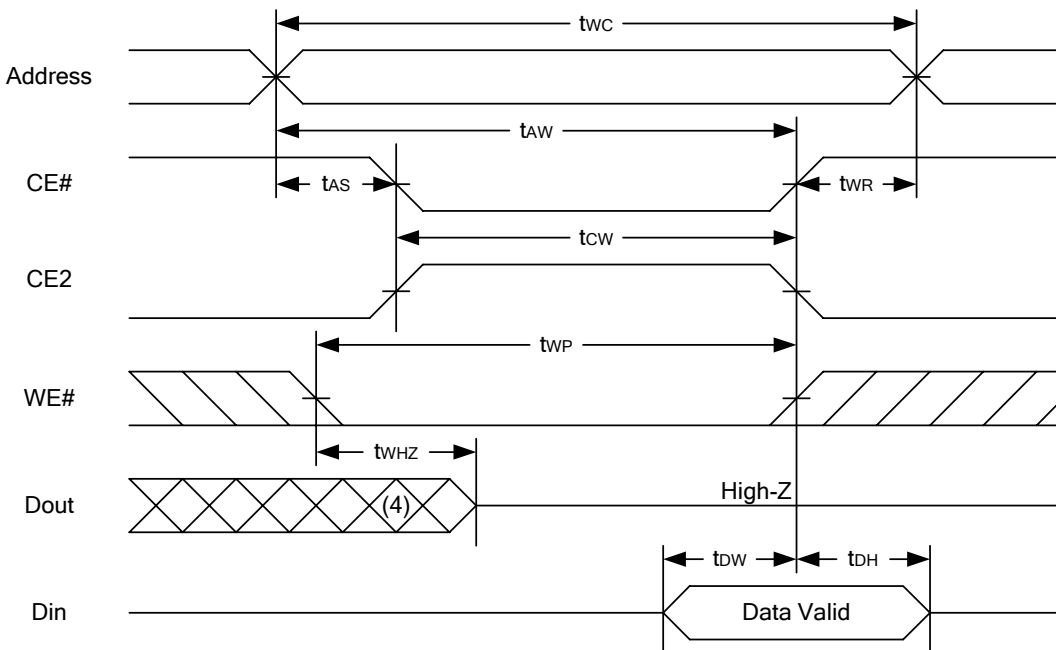 tWC
Address
tAW
CE#
tAS
tWR
tCW
CE2
tWP
WE#
tWHZ
Dout
(4)
High-Z
tDW
tDH
Din
Data Valid